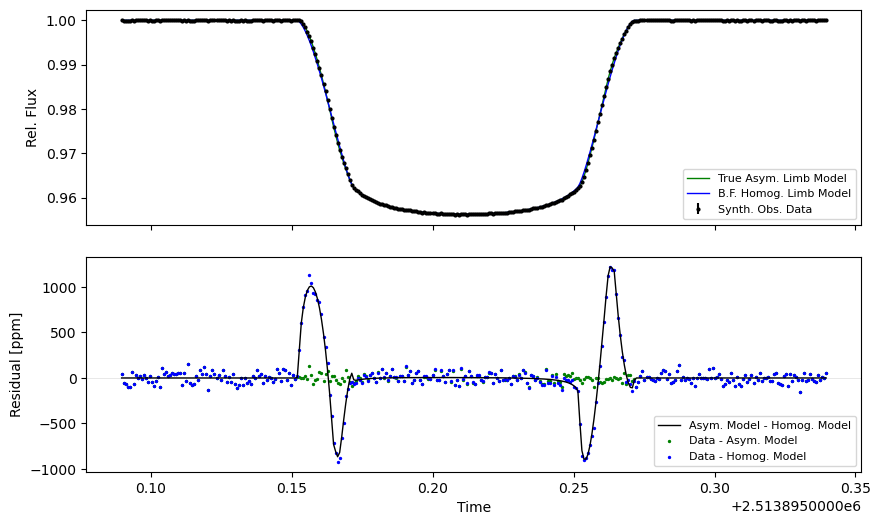 1.00
0.99
0.98
0.97
0.96
Rel. Flux
True Asym. Limb Model
B.F. Homog. Limb Model
Synth. Obs. Data
1000
500
0
−500
−1000
Residual [ppm]
Asym. Model - Homog. Model
Data - Asym. Model
Data - Homog. Model
0.10 0.15 0.20 0.25 0.30 0.35
Time
+2.5138950000e6